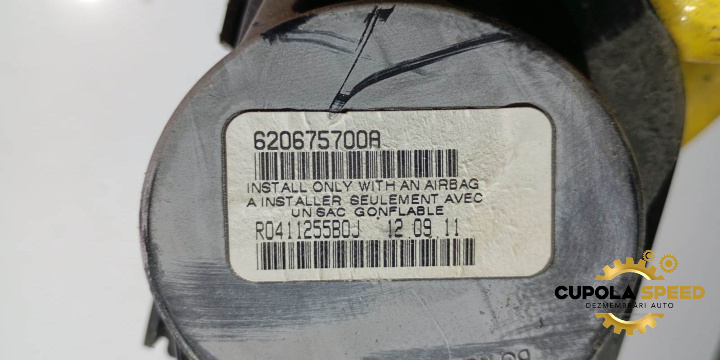 620675700A
INSTALL ONLY WITH AN AIRBAG
A INSTALLER SEULEMENT AVEC
UN SAC GONFLABLE
R0411255B0J 12 09 11
CUPOLA SPEED
DEZMEMBRARI AUTO